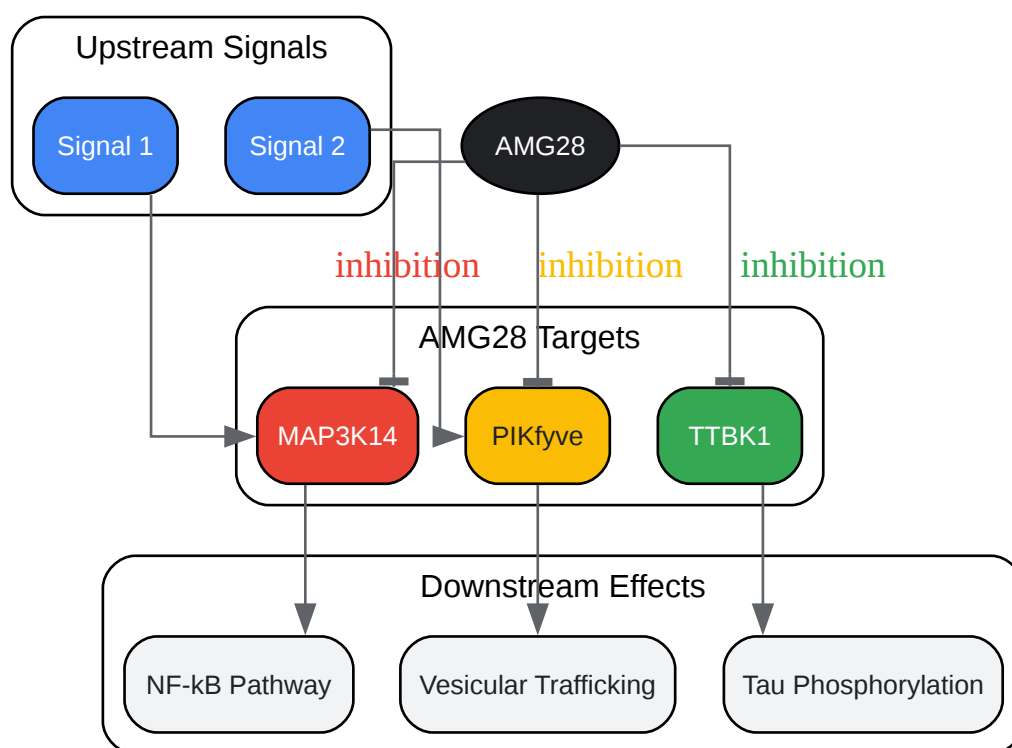 Upstream Signals
Signal 1
Signal 2
AMG28
inhibition
inhibition
inhibition
AMG28 Targets
MAP3K14
PIKfyve
TTBK1
Downstream Effects
NF-kB Pathway
Vesicular Trafficking
Tau Phosphorylation